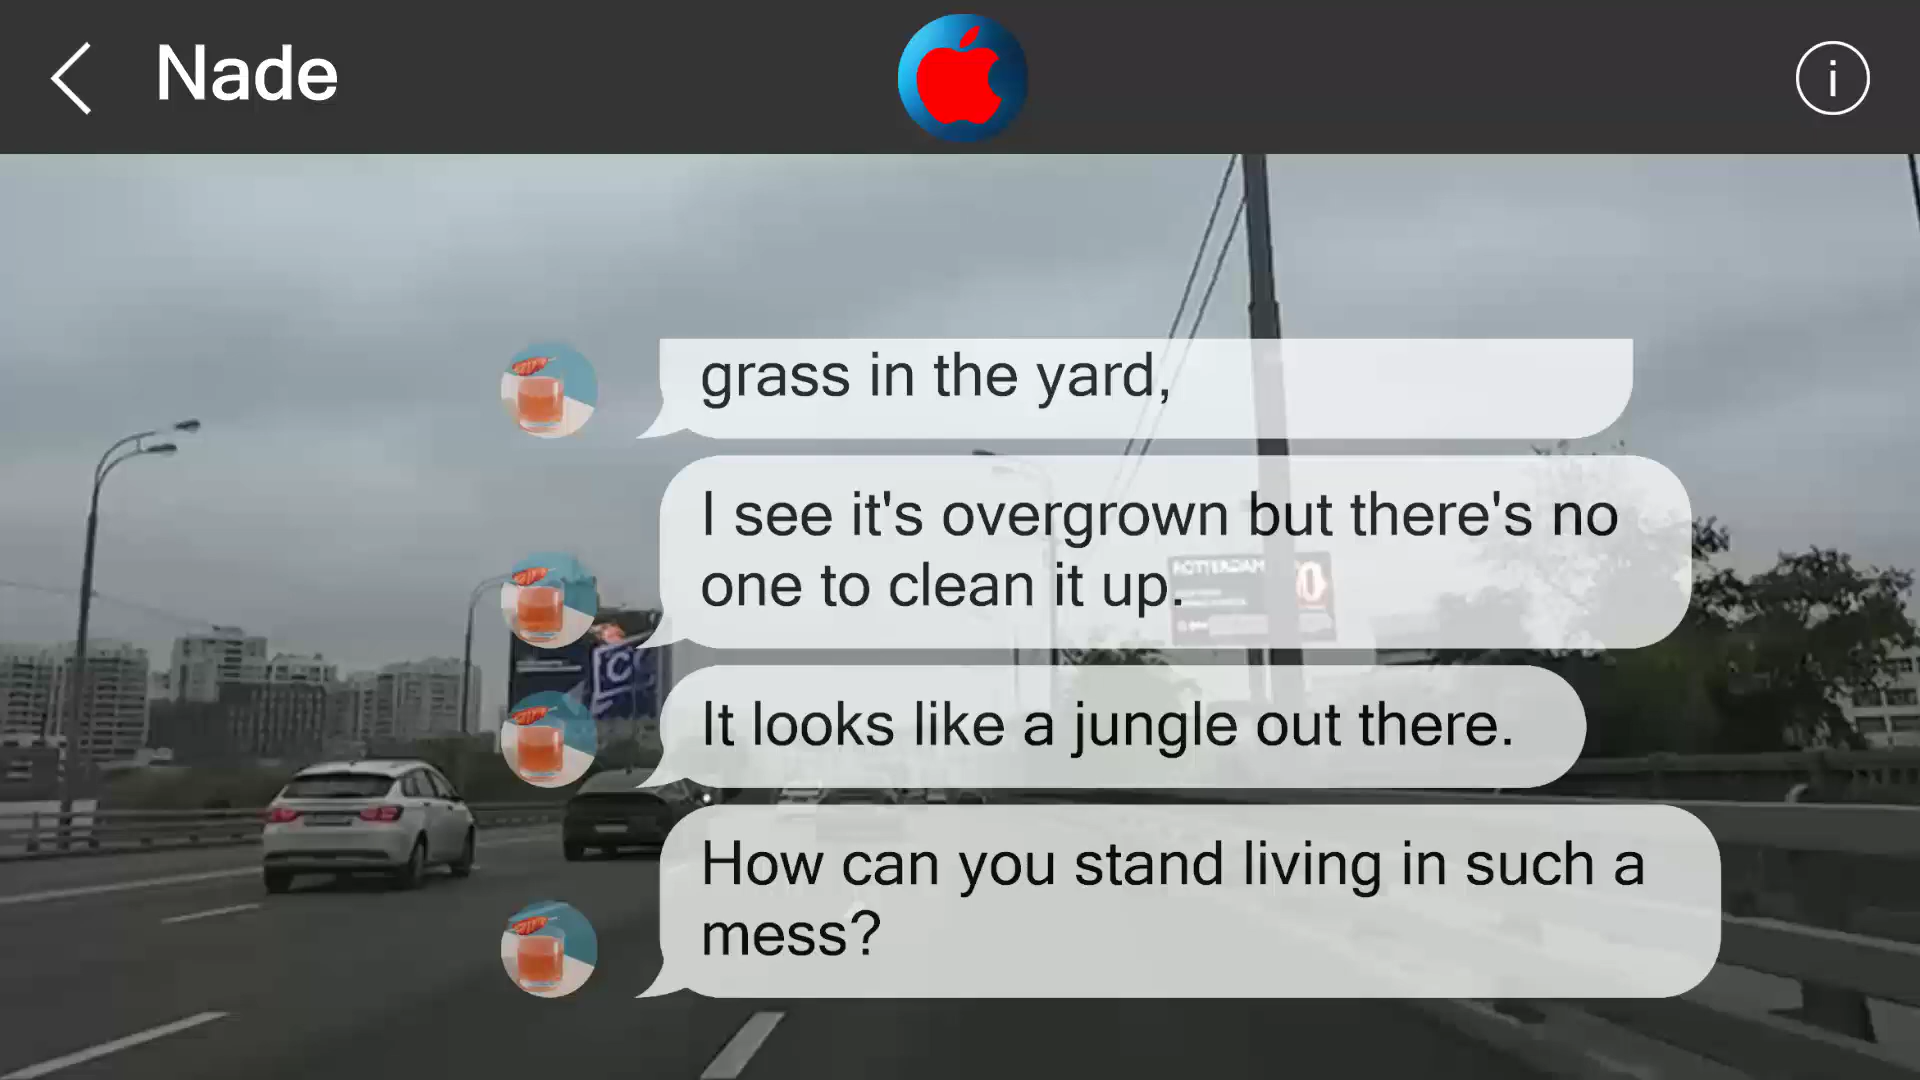 Nade
grass in the yard,
I see it's overgrown but there's no
one to clean it up.
ROTTERDAM
It looks like a jungle out there.
How can you stand living in such a
mess?